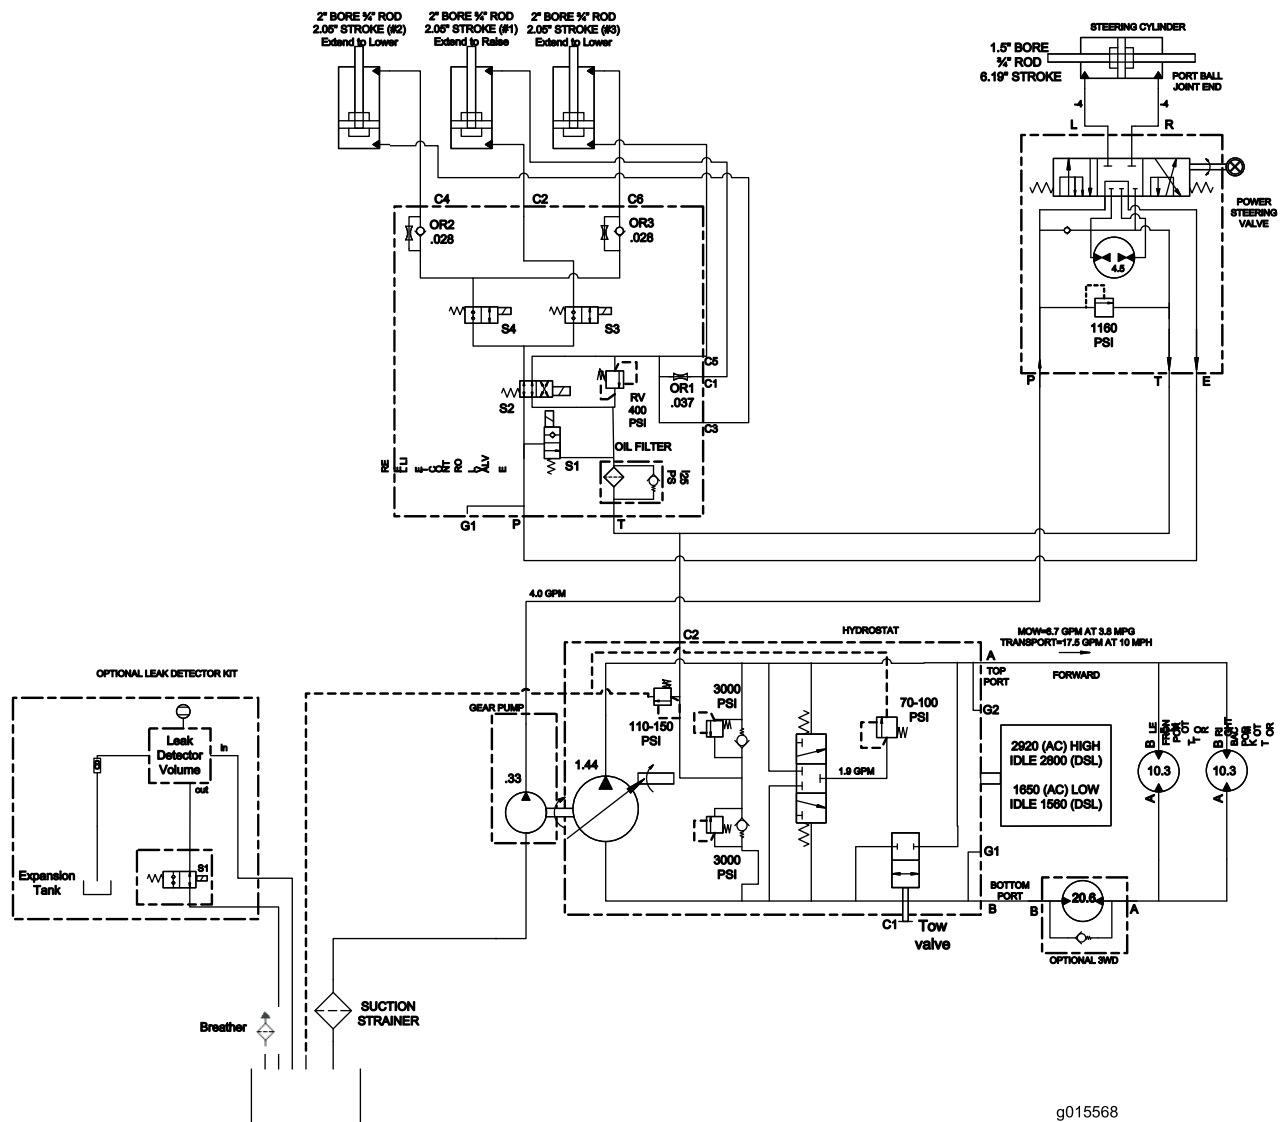 2" BORE ¾" ROD
2.05" STROKE (#2)
Extend to Lower
2" BORE ¾" ROD
2.05" STROKE (#1)
Extend to Raise
2" BORE ¾" ROD
2.05" STROKE (#3)
Extend to Lower
STEERING CYLINDER
1.5" BORE
¾" ROD
6.19" STROKE
PORT BALL
JOINT END
-4
-4
L
R
POWER
STEERING
VALVE
4.5
1160
PSI
P
T
E
C4
C2
C6
OR2
.028
OR3
.028
S4
S3
C5
C1
OR1
.037
C3
S2
RV
400
PSI
OIL FILTER
S1
G1
P
T
4.0 GPM
C2
HYDROSTAT
MOW=6.7 GPM AT 3.8 MPG
TRANSPORT=17.5 GPM AT 10 MPH
A
TOP
PORT
FORWARD
G2
OPTIONAL LEAK DETECTOR KIT
Leak
Detector
Volume
in
out
S1
Expansion
Tank
GEAR PUMP
.33
1.44
110-150
PSI
3000
PSI
70-100
PSI
1.9 GPM
3000
PSI
2920 (AC) HIGH
IDLE 2800 (DSL)
1650 (AC) LOW
IDLE 1560 (DSL)
B
B
10.3
10.3
A
A
G1
BOTTOM
PORT
B
B
20.6
A
OPTIONAL 3WD
C1
Tow
valve
Breather
SUCTION
STRAINER
g015568